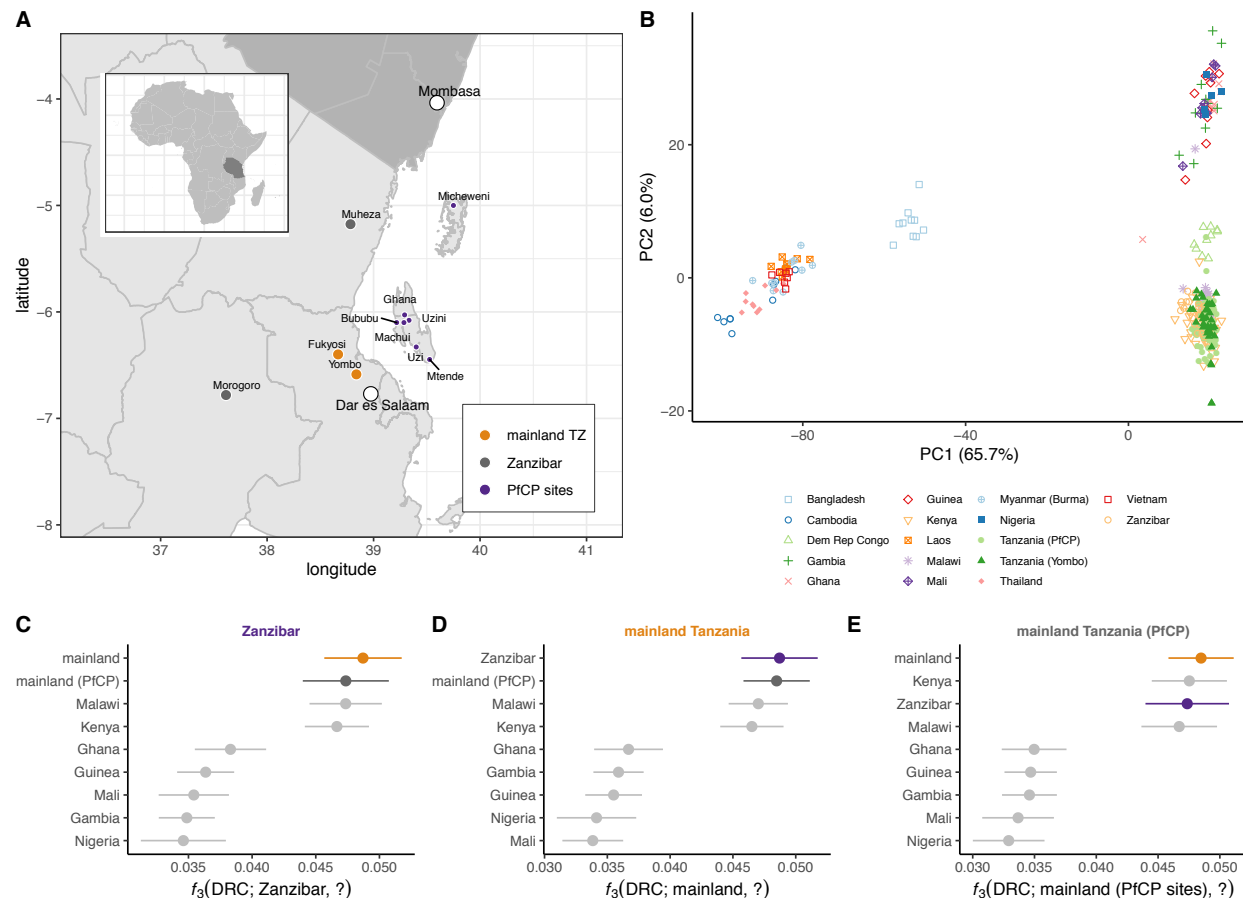 A
−4
−5
−6
−7
−8
latitude
37
38
39
40
41
longitude
Mombasa
Micheweni
Muheza
Ghana
Bububu
Uzini
Machui
Fukyosi
Uzi
Yombo
Mtende
Morogoro
Dar es Salaam
mainland TZ
Zanzibar
PfCP sites
B
20
0
−20
PC2 (6.0%)
−80
−40
0
PC1 (65.7%)
Bangladesh
Guinea
Myanmar (Burma)
Vietnam
Cambodia
Kenya
Nigeria
Zanzibar
Dem Rep Congo
Laos
Tanzania (PfCP)
Gambia
Malawi
Tanzania (Yombo)
Ghana
Mali
Thailand
C
Zanzibar
mainland
mainland (PfCP)
Malawi
Kenya
Ghana
Guinea
Mali
Gambia
Nigeria
0.035
0.040
0.045
0.050
f3(DRC; Zanzibar, ?)
D
mainland Tanzania
Zanzibar
mainland (PfCP)
Malawi
Kenya
Ghana
Gambia
Guinea
Nigeria
Mali
0.030
0.035
0.040
0.045
0.050
f3(DRC; mainland, ?)
E
mainland Tanzania (PfCP)
mainland
Kenya
Zanzibar
Malawi
Ghana
Guinea
Gambia
Mali
Nigeria
0.030
0.035
0.040
0.045
0.050
f3(DRC; mainland (PfCP sites), ?)